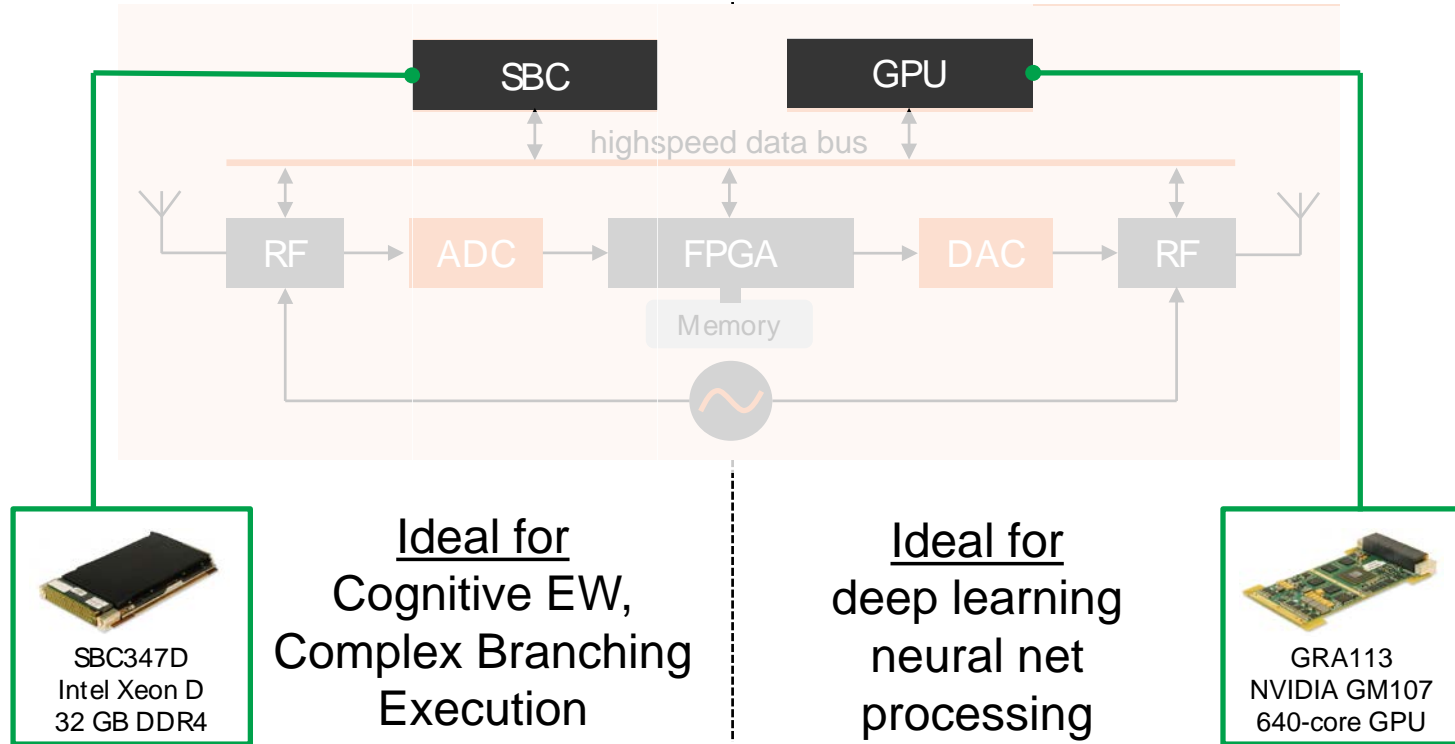 SBC
GPU
highspeed data bus
RF
ADC
FPGA
DAC
RF
Memory
Ideal for
Cognitive EW,
Complex Branching
Execution
Ideal for
deep learning
neural net
processing
SBC347D
Intel Xeon D
32 GB DDR4
GRA113
NVIDIA GM107
640-core GPU